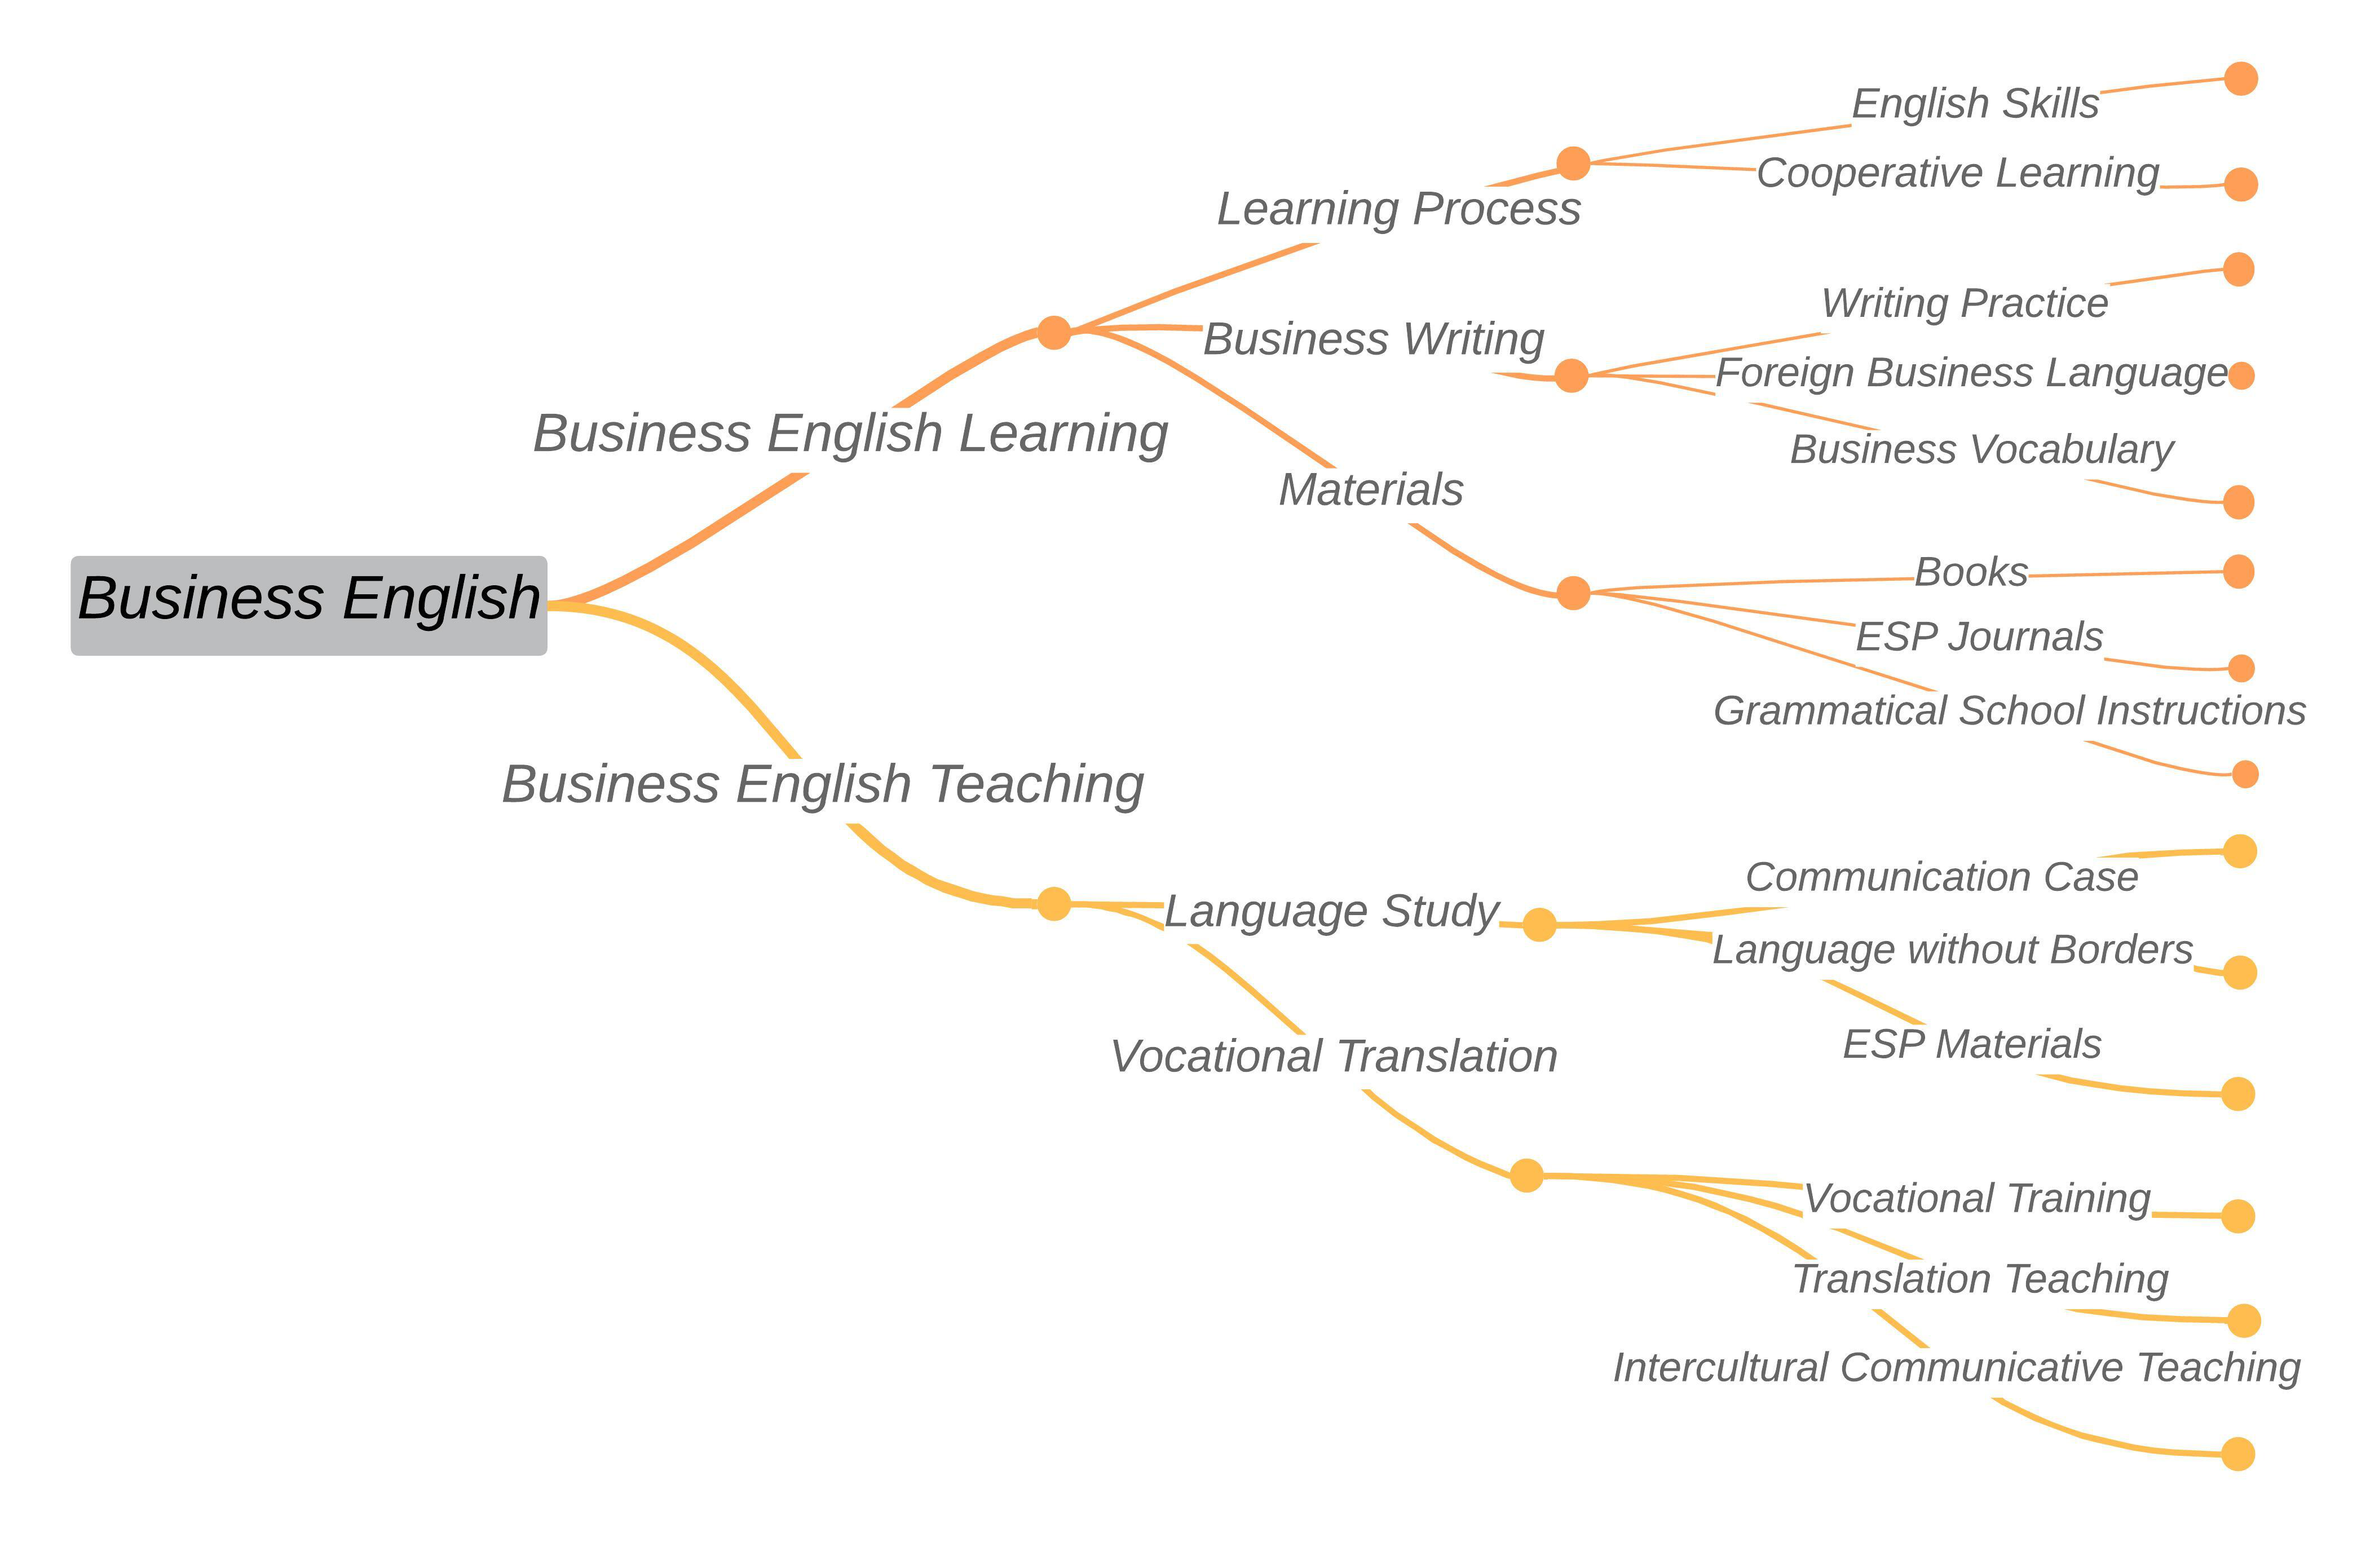 Business English
Business English Learning
Learning Process
English Skills
Cooperative Learning
Business Writing
Writing Practice
Foreign Business Language
Business Vocabulary
Materials
Books
ESP Journals
Grammatical School Instructions
Business English Teaching
Language Study
Communication Case
Language without Borders
ESP Materials
Vocational Translation
Vocational Training
Translation Teaching
Intercultural Communicative Teaching